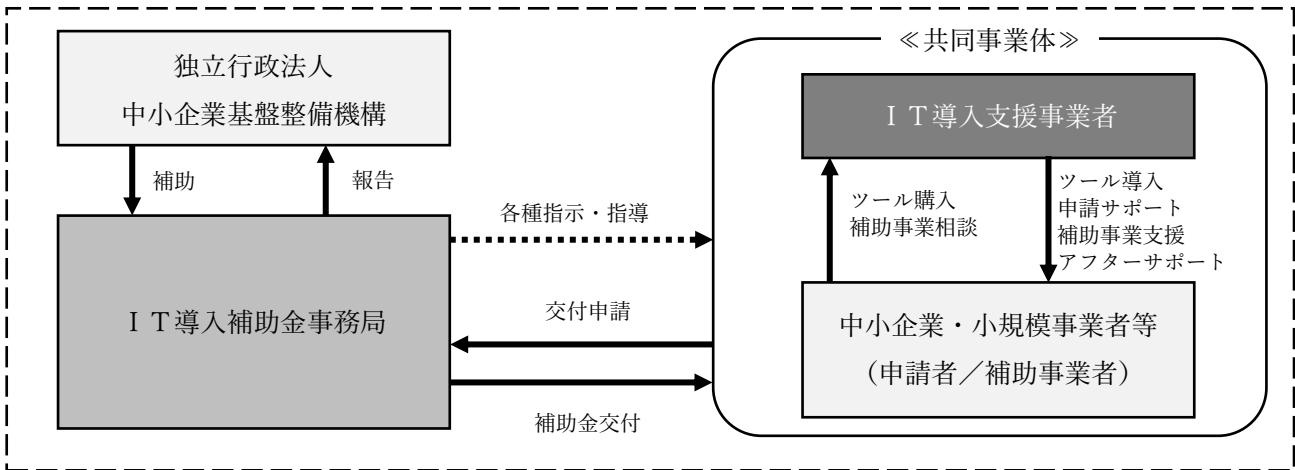 独立行政法人
中小企業基盤整備機構
補助
報告
ＩＴ導入補助金事務局
各種指示・指導
交付申請
補助金交付
≪共同事業体≫
ＩＴ導入支援事業者
ツール購入
補助事業相談
ツール導入
申請サポート
補助事業支援
アフターサポート
中小企業・小規模事業者等
（申請者／補助事業者）